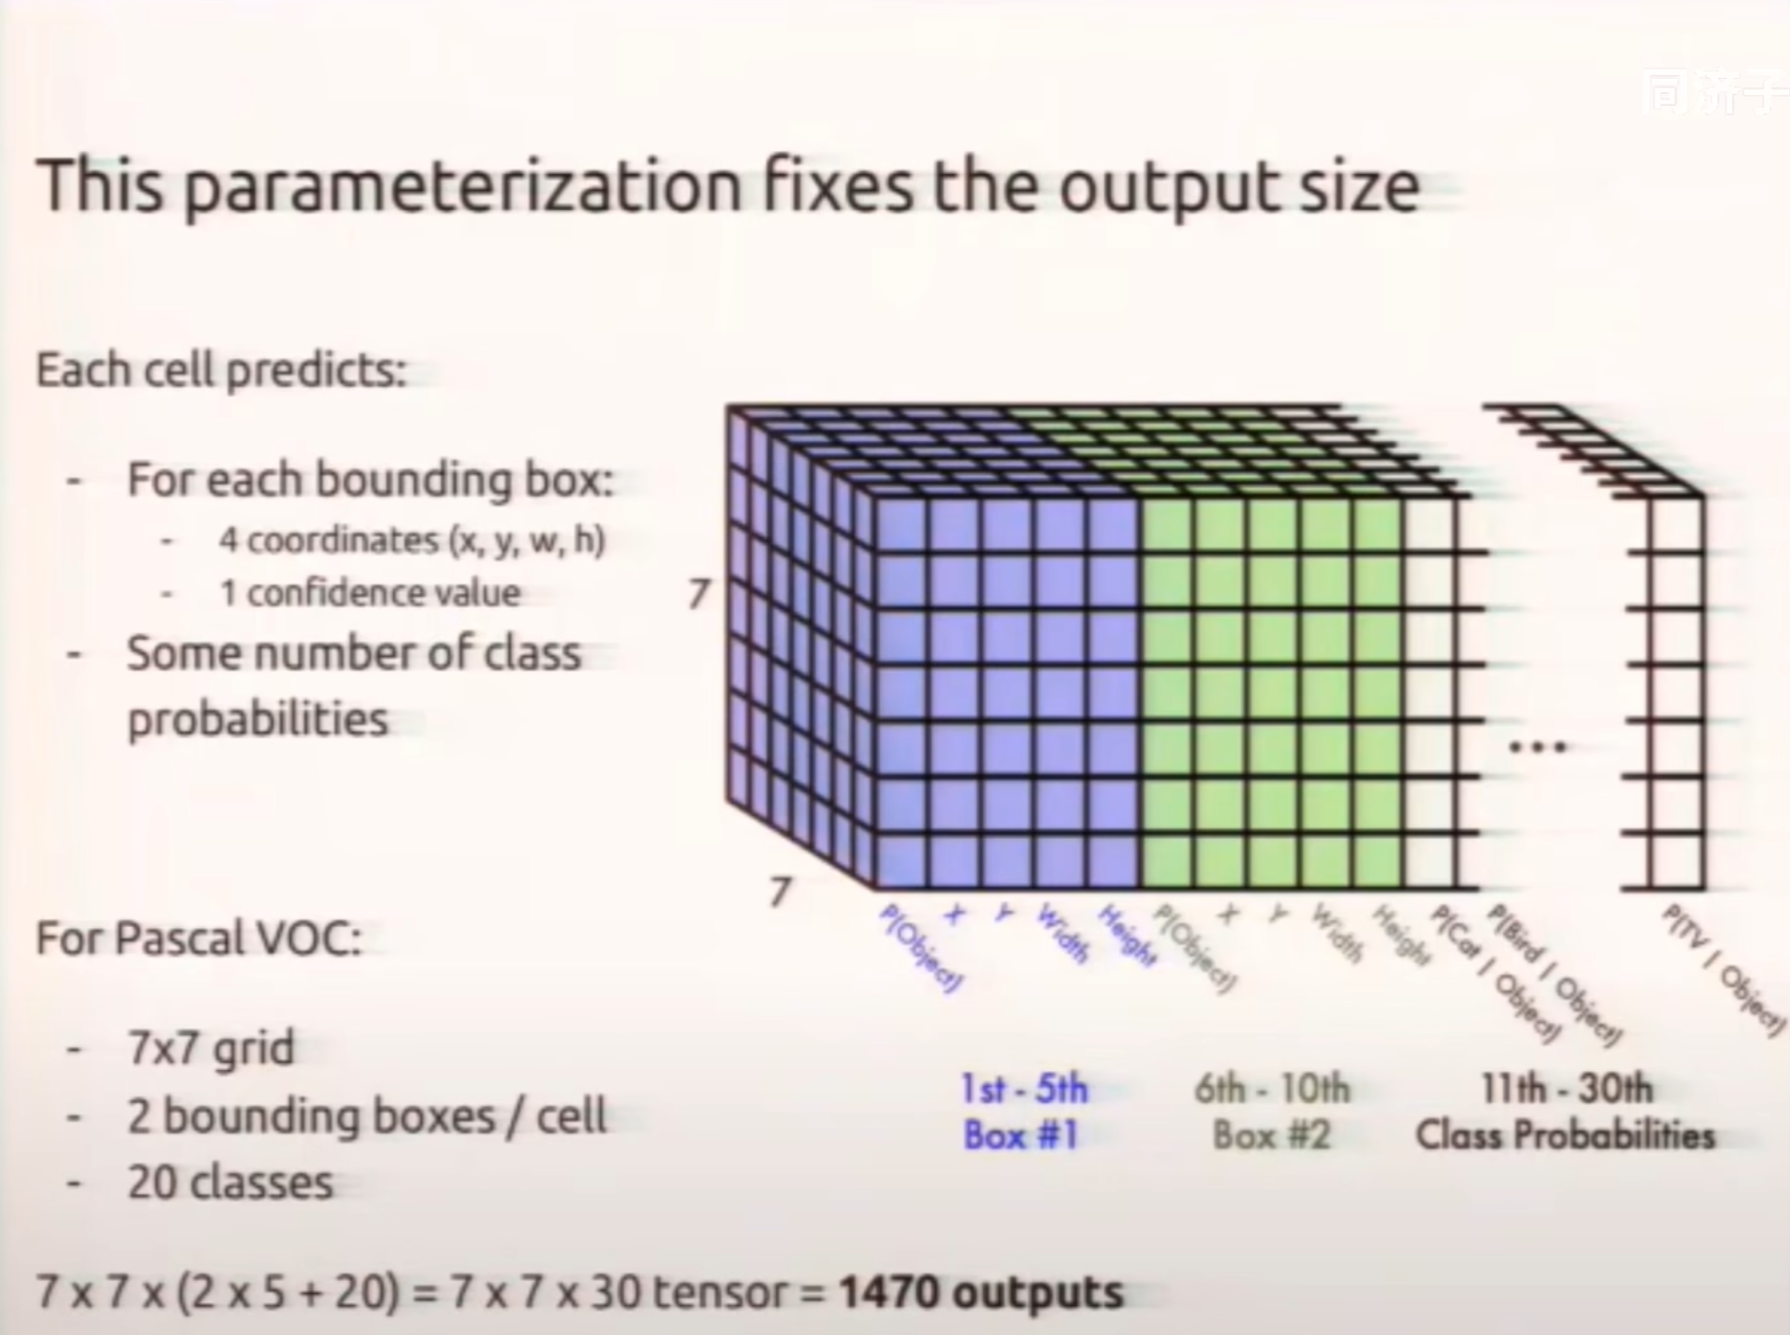 同济子
This parameterization fixes the output size
Each cell predicts:
- For each bounding box:
- 4 coordinates (x, y, w, h)
- 1 confidence value
- Some number of class
probabilities
7
7
P(Object)
X
Y
Width
Height
P(Object)
X
Y
Width
Height
P(Cat | Object)
P(Bird | Object)
...
P(TV | Object)
1st - 5th
Box #1
6th - 10th
Box #2
11th - 30th
Class Probabilities
For Pascal VOC:
- 7x7 grid
- 2 bounding boxes / cell
- 20 classes
7 x 7 x (2 x 5 + 20) = 7 x 7 x 30 tensor = 1470 outputs